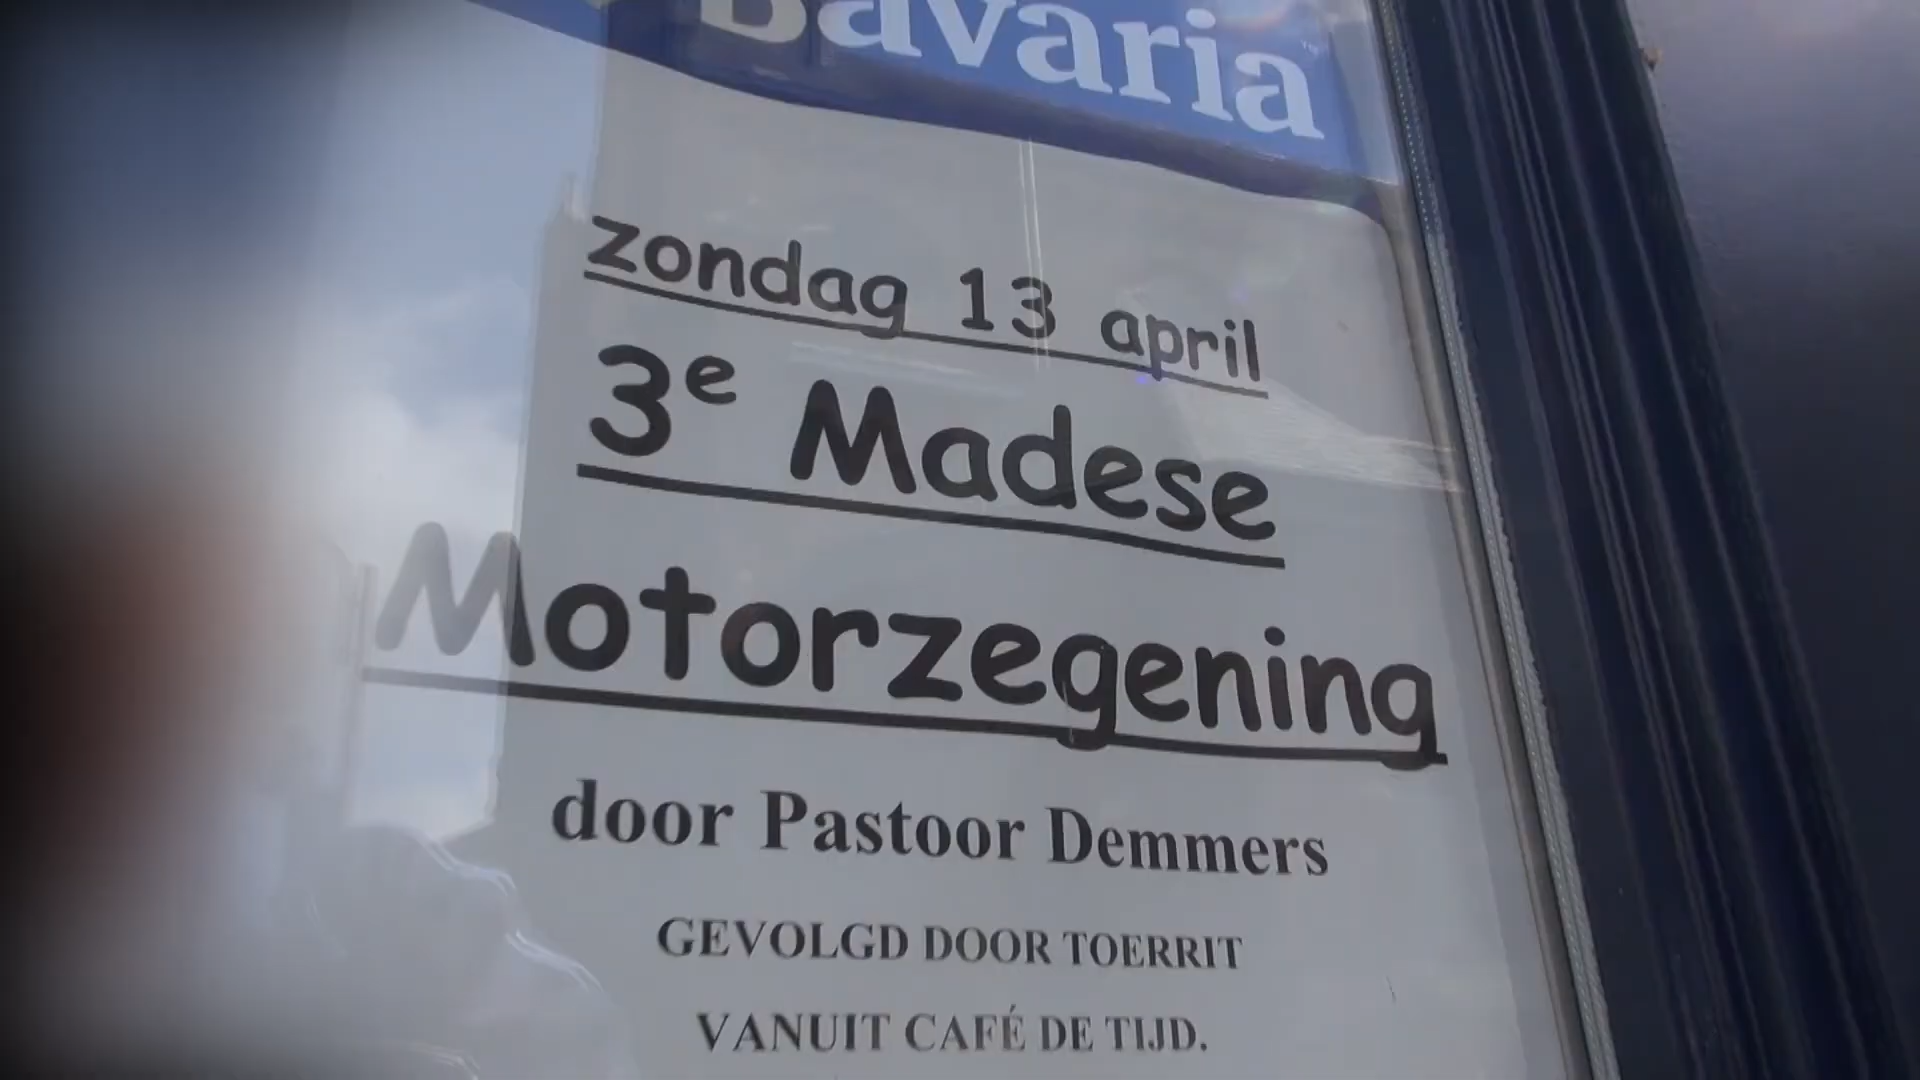 Bavaria
zondag 13 april
3e Madese
Motorzegening
door Pastoor Demmers
GEVOLGD DOOR TOERRIT
VANUIT CAFÉ DE TIJD.